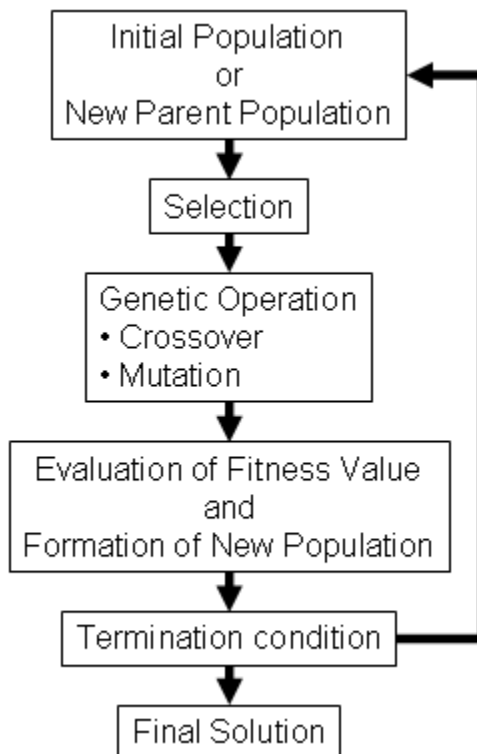 Initial Population
or
New Parent Population
Selection
Genetic Operation
• Crossover
• Mutation
Evaluation of Fitness Value
and
Formation of New Population
Termination condition
Final Solution